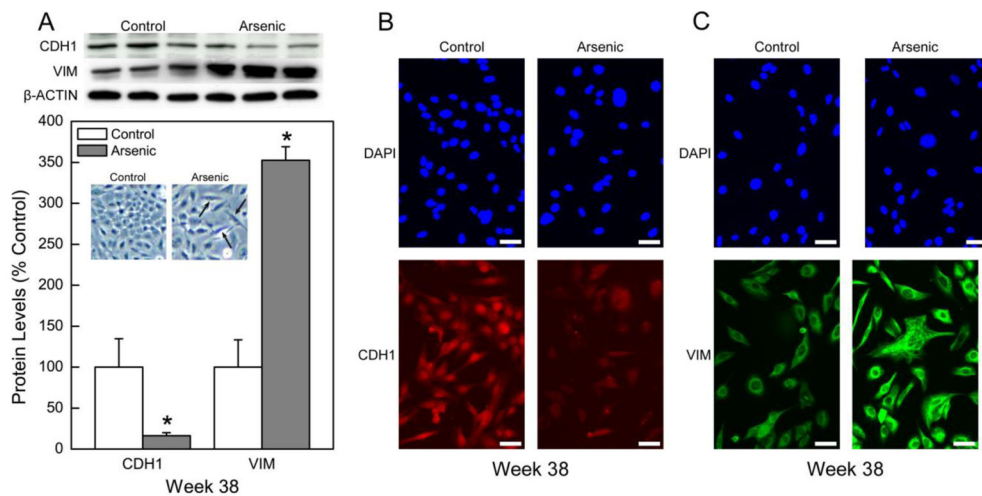 A
Control Arsenic
CDH1
VIM
β-ACTIN
Protein Levels (% Control)
400
350
300
250
200
150
100
50
0
Control
Arsenic
*
Control Arsenic
*
CDH1 VIM
Week 38
B
Control Arsenic
DAPI
CDH1
Week 38
C
Control Arsenic
DAPI
VIM
Week 38